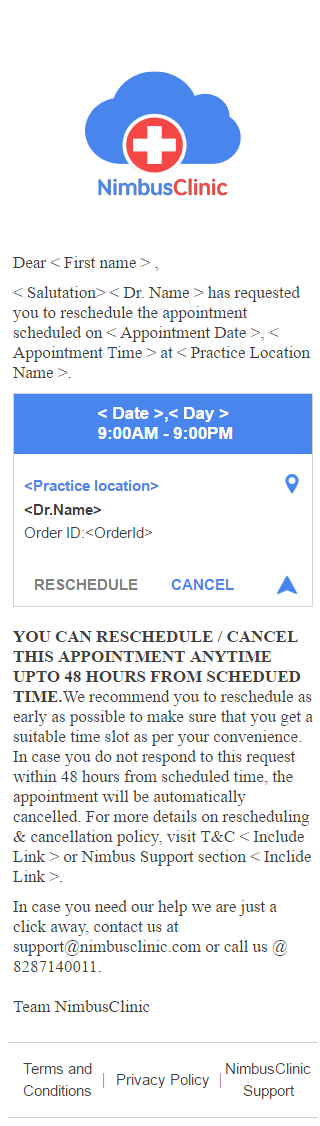 NimbusClinic
Dear < First name > ,
< Salutation> < Dr. Name > has requested
you to reschedule the appointment
scheduled on < Appointment Date >, <
Appointment Time > at < Practice Location
Name >.
< Date >,< Day >
9:00AM - 9:00PM
<Practice location>
<Dr.Name>
Order ID:<OrderId>
RESCHEDULE CANCEL
YOU CAN RESCHEDULE / CANCEL
THIS APPOINTMENT ANYTIME
UPTO 48 HOURS FROM SCHEDUED
TIME.We recommend you to reschedule as
early as possible to make sure that you get a
suitable time slot as per your convenience.
In case you do not respond to this request
within 48 hours from scheduled time, the
appointment will be automatically
cancelled. For more details on rescheduling
& cancellation policy, visit T&C < Include
Link > or Nimbus Support section < Inclide
Link >.
In case you need our help we are just a
click away, contact us at
support@nimbusclinic.com or call us @
8287140011.
Team NimbusClinic
Terms and
Conditions
| Privacy Policy |
NimbusClinic
Support